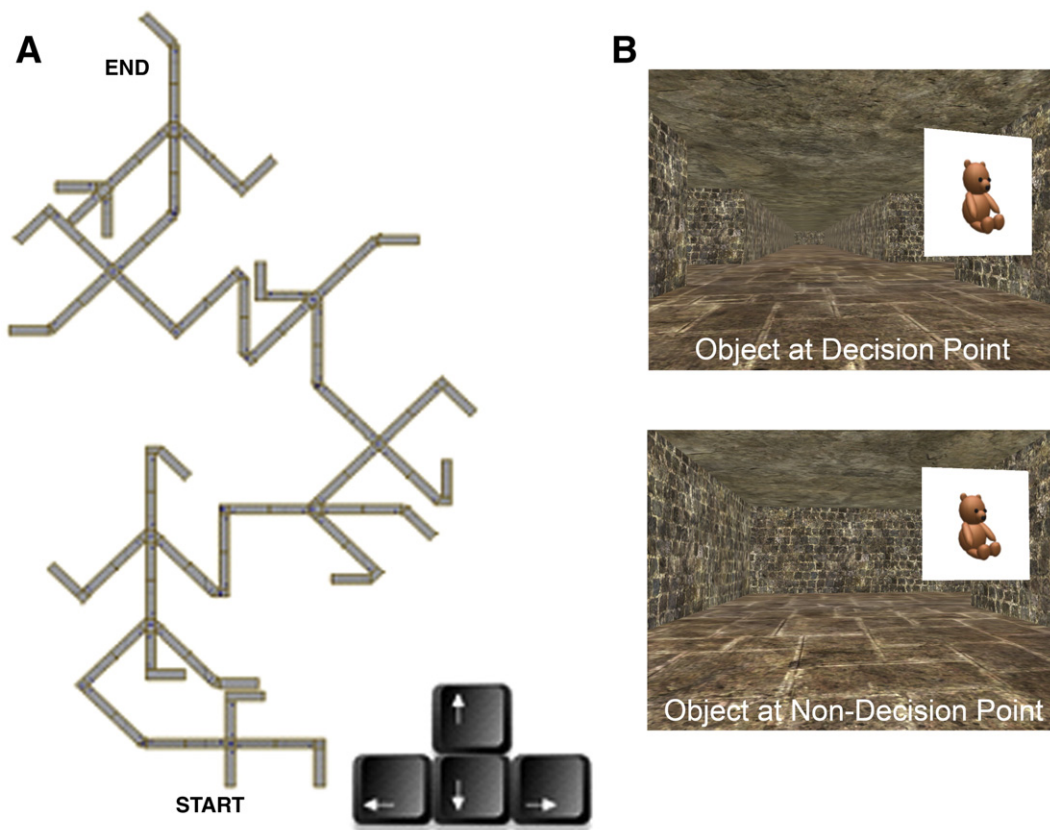 A
END
START
B
Object at Decision Point
Object at Non-Decision Point